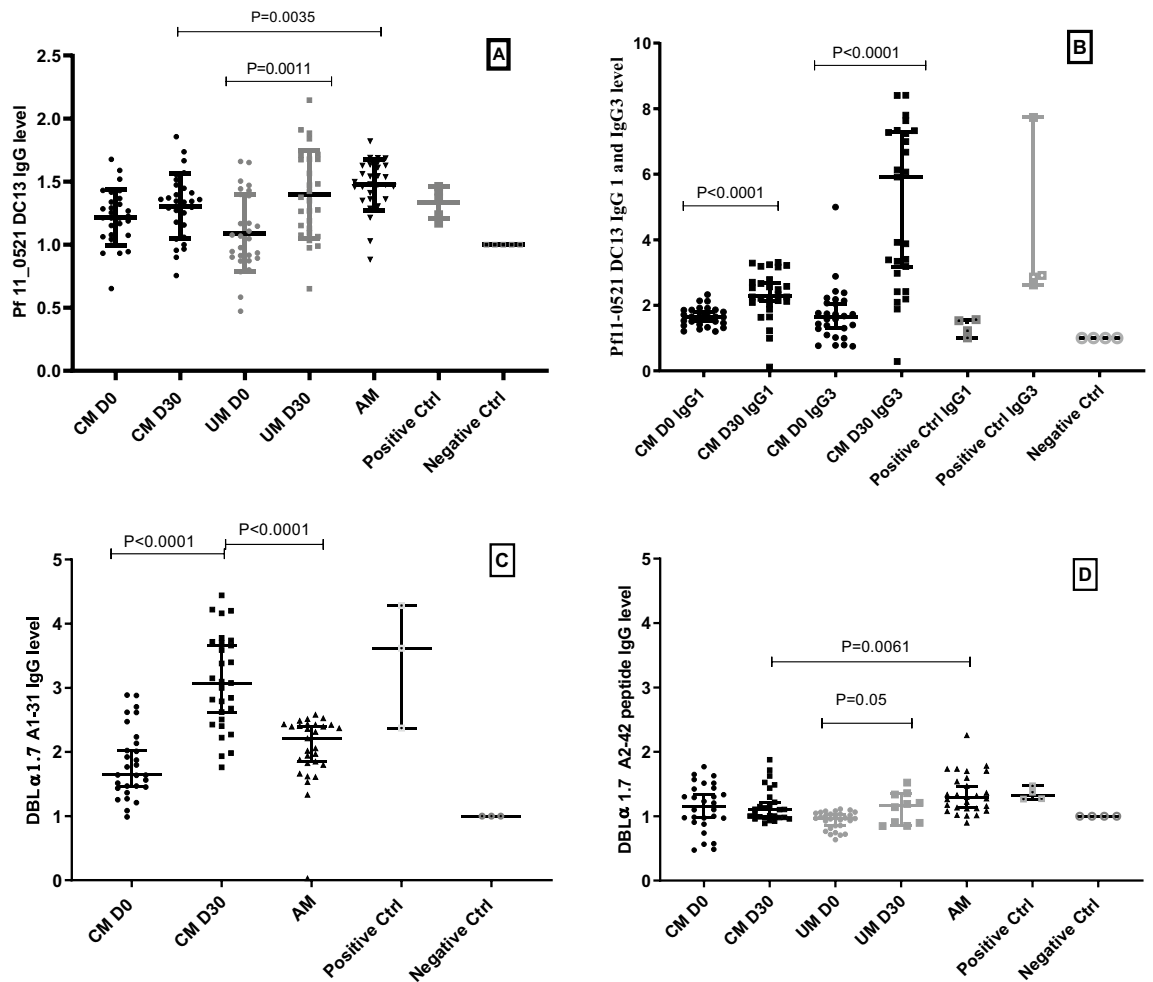 P=0.0035
P=0.0011
A
Pf 11_0521 DC13 IgG level
2.5
2.0
1.5
1.0
0.5
0.0
CM D0
CM D30
UM D0
UM D30
AM
Positive Ctrl
Negative Ctrl
B
P<0.0001
P<0.0001
Pf11-0521 DC13 IgG 1 and IgG3 level
10
8
6
4
2
0
CM D0 IgG1
CM D30 IgG1
CM D0 IgG3
CM D30 IgG3
Positive Ctrl IgG1
Positive Ctrl IgG3
Negative Ctrl
P<0.0001
P<0.0001
C
DBL α1.7 A1-31 IgG level
5
4
3
2
1
0
CM D0
CM D30
AM
Positive Ctrl
Negative Ctrl
D
P=0.0061
P=0.05
DBLα 1.7 A2-42 peptide IgG level
5
4
3
2
1
0
CM D0
CM D30
UM D0
UM D30
AM
Positive Ctrl
Negative Ctrl